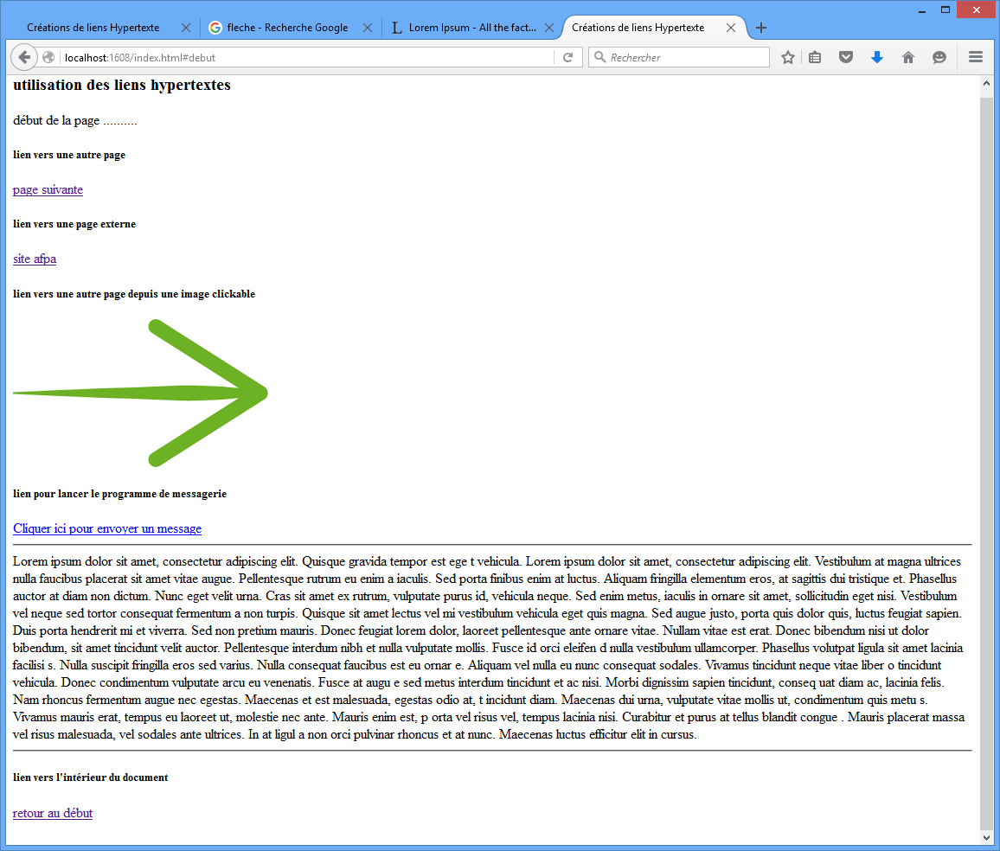 Créations de liens Hypertexte
fleche - Recherche Google
Lorem Ipsum - All the fact...
Créations de liens Hypertexte
localhost:1608/index.html#debut
Rechercher
utilisation des liens hypertextes
début de la page ..........
lien vers une autre page
page suivante
lien vers une page externe
site afpa
lien vers une autre page depuis une image clickable
lien pour lancer le programme de messagerie
Cliquer ici pour envoyer un message
Lorem ipsum dolor sit amet, consectetur adipiscing elit. Quisque gravida tempor est ege t vehicula. Lorem ipsum dolor sit amet, consectetur adipiscing elit. Vestibulum at magna ultrices
nulla faucibus placerat sit amet vitae augue. Pellentesque rutrum eu enim a iaculis. Sed porta finibus enim at luctus. Aliquam fringilla elementum eros, at sagittis dui tristique et. Phasellus
auctor at diam non dictum. Nunc eget velit urna. Cras sit amet ex rutrum, vulputate purus id, vehicula neque. Sed enim metus, iaculis in ornare sit amet, sollicitudin eget nisi. Vestibulum
vel neque sed tortor consequat fermentum a non turpis. Quisque sit amet lectus vel mi vestibulum vehicula eget quis magna. Sed augue justo, porta quis dolor quis, luctus feugiat sapien.
Duis porta hendrerit mi et viverra. Sed non pretium mauris. Donec feugiat lorem dolor, laoreet pellentesque ante ornare vitae. Nullam vitae est erat. Donec bibendum nisi ut dolor
bibendum, sit amet tincidunt velit auctor. Pellentesque interdum nibh et nulla vulputate mollis. Fusce id orci eleifen d nulla vestibulum ullamcorper. Phasellus volutpat ligula sit amet lacinia
facilisi s. Nulla suscipit fringilla eros sed varius. Nulla consequat faucibus est eu ornar e. Aliquam vel nulla eu nunc consequat sodales. Vivamus tincidunt neque vitae liber o tincidunt
vehicula. Donec condimentum vulputate arcu eu venenatis. Fusce at augu e sed metus interdum tincidunt et ac nisi. Morbi dignissim sapien tincidunt, conseq uat diam ac, lacinia felis.
Nam rhoncus fermentum augue nec egestas. Maecenas et est malesuada, egestas odio at, t incidunt diam. Maecenas dui urna, vulputate vitae mollis ut, condimentum quis metu s.
Vivamus mauris erat, tempus eu laoreet ut, molestie nec ante. Mauris enim est, p orta vel risus vel, tempus lacinia nisi. Curabitur et purus at tellus blandit congue . Mauris placerat massa
vel risus malesuada, vel sodales ante ultrices. In at ligul a non orci pulvinar rhoncus et at nunc. Maecenas luctus efficitur elit in cursus.
lien vers l'intérieur du document
retour au début